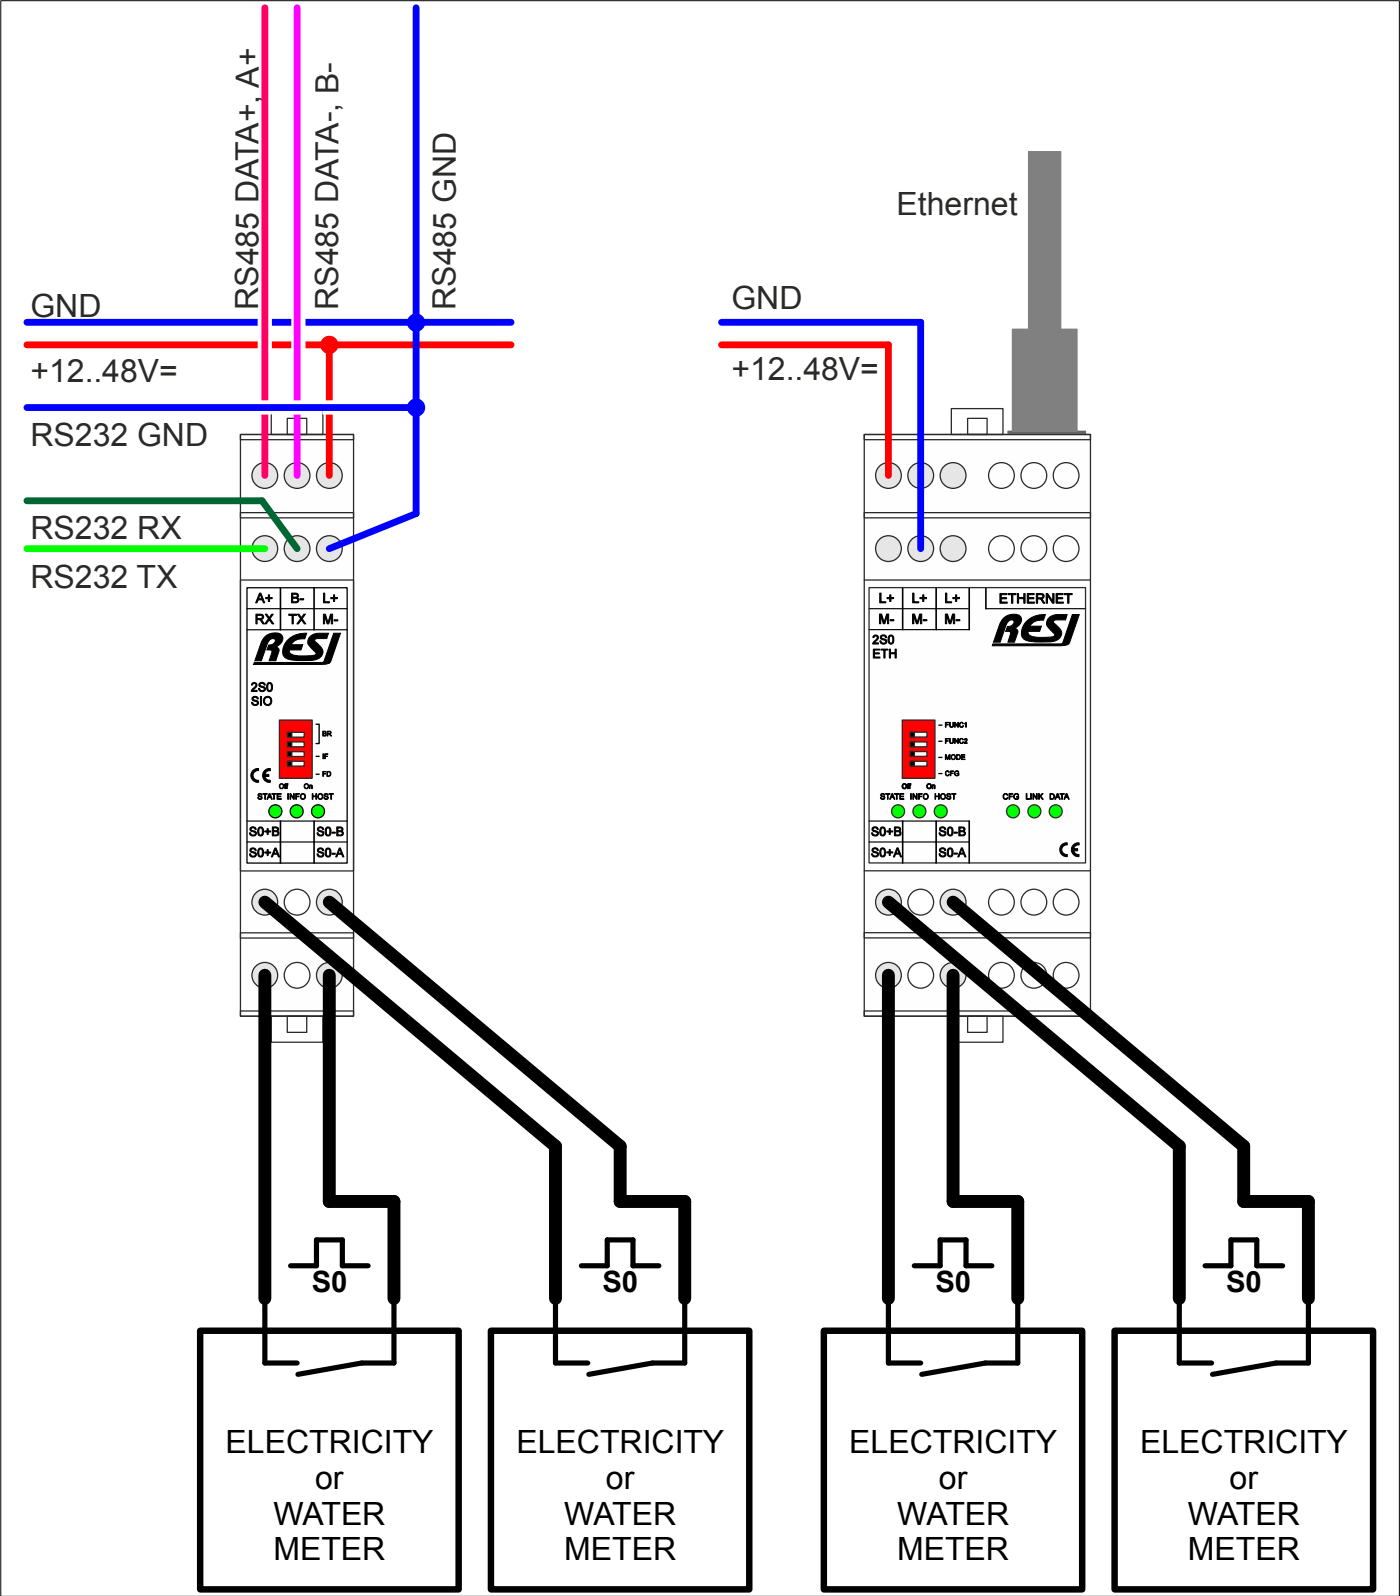 RS485 DATA+, A+
RS485 DATA-, B-
RS485 GND
GND
+12..48V=
RS232 GND
RS232 RX
RS232 TX
A+ B- L+
RX TX M-
RESI
2S0
SIO
BR
IF
FD
CE
Off On
STATE INFO HOST
S0+B S0-B
S0+A S0-A
S0
S0
ELECTRICITY
or
WATER
METER
ELECTRICITY
or
WATER
METER
Ethernet
GND
+12..48V=
L+ L+ L+ ETHERNET
M- M- M-
RESI
2S0
ETH
FUNC1
FUNC2
MODE
CFG
Off On
STATE INFO HOST
CFG LINK DATA
S0+B S0-B
S0+A S0-A
CE
S0
S0
ELECTRICITY
or
WATER
METER
ELECTRICITY
or
WATER
METER